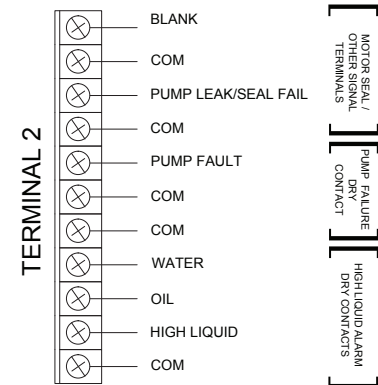 TERMINAL 2
BLANK
COM
PUMP LEAK/SEAL FAIL
COM
PUMP FAULT
COM
COM
WATER
OIL
HIGH LIQUID
COM
MOTOR SEAL /
OTHER SIGNAL
TERMINALS
PUMP FAILURE
DRY
CONTACT
HIGH LIQUID ALARM
DRY CONTACTS